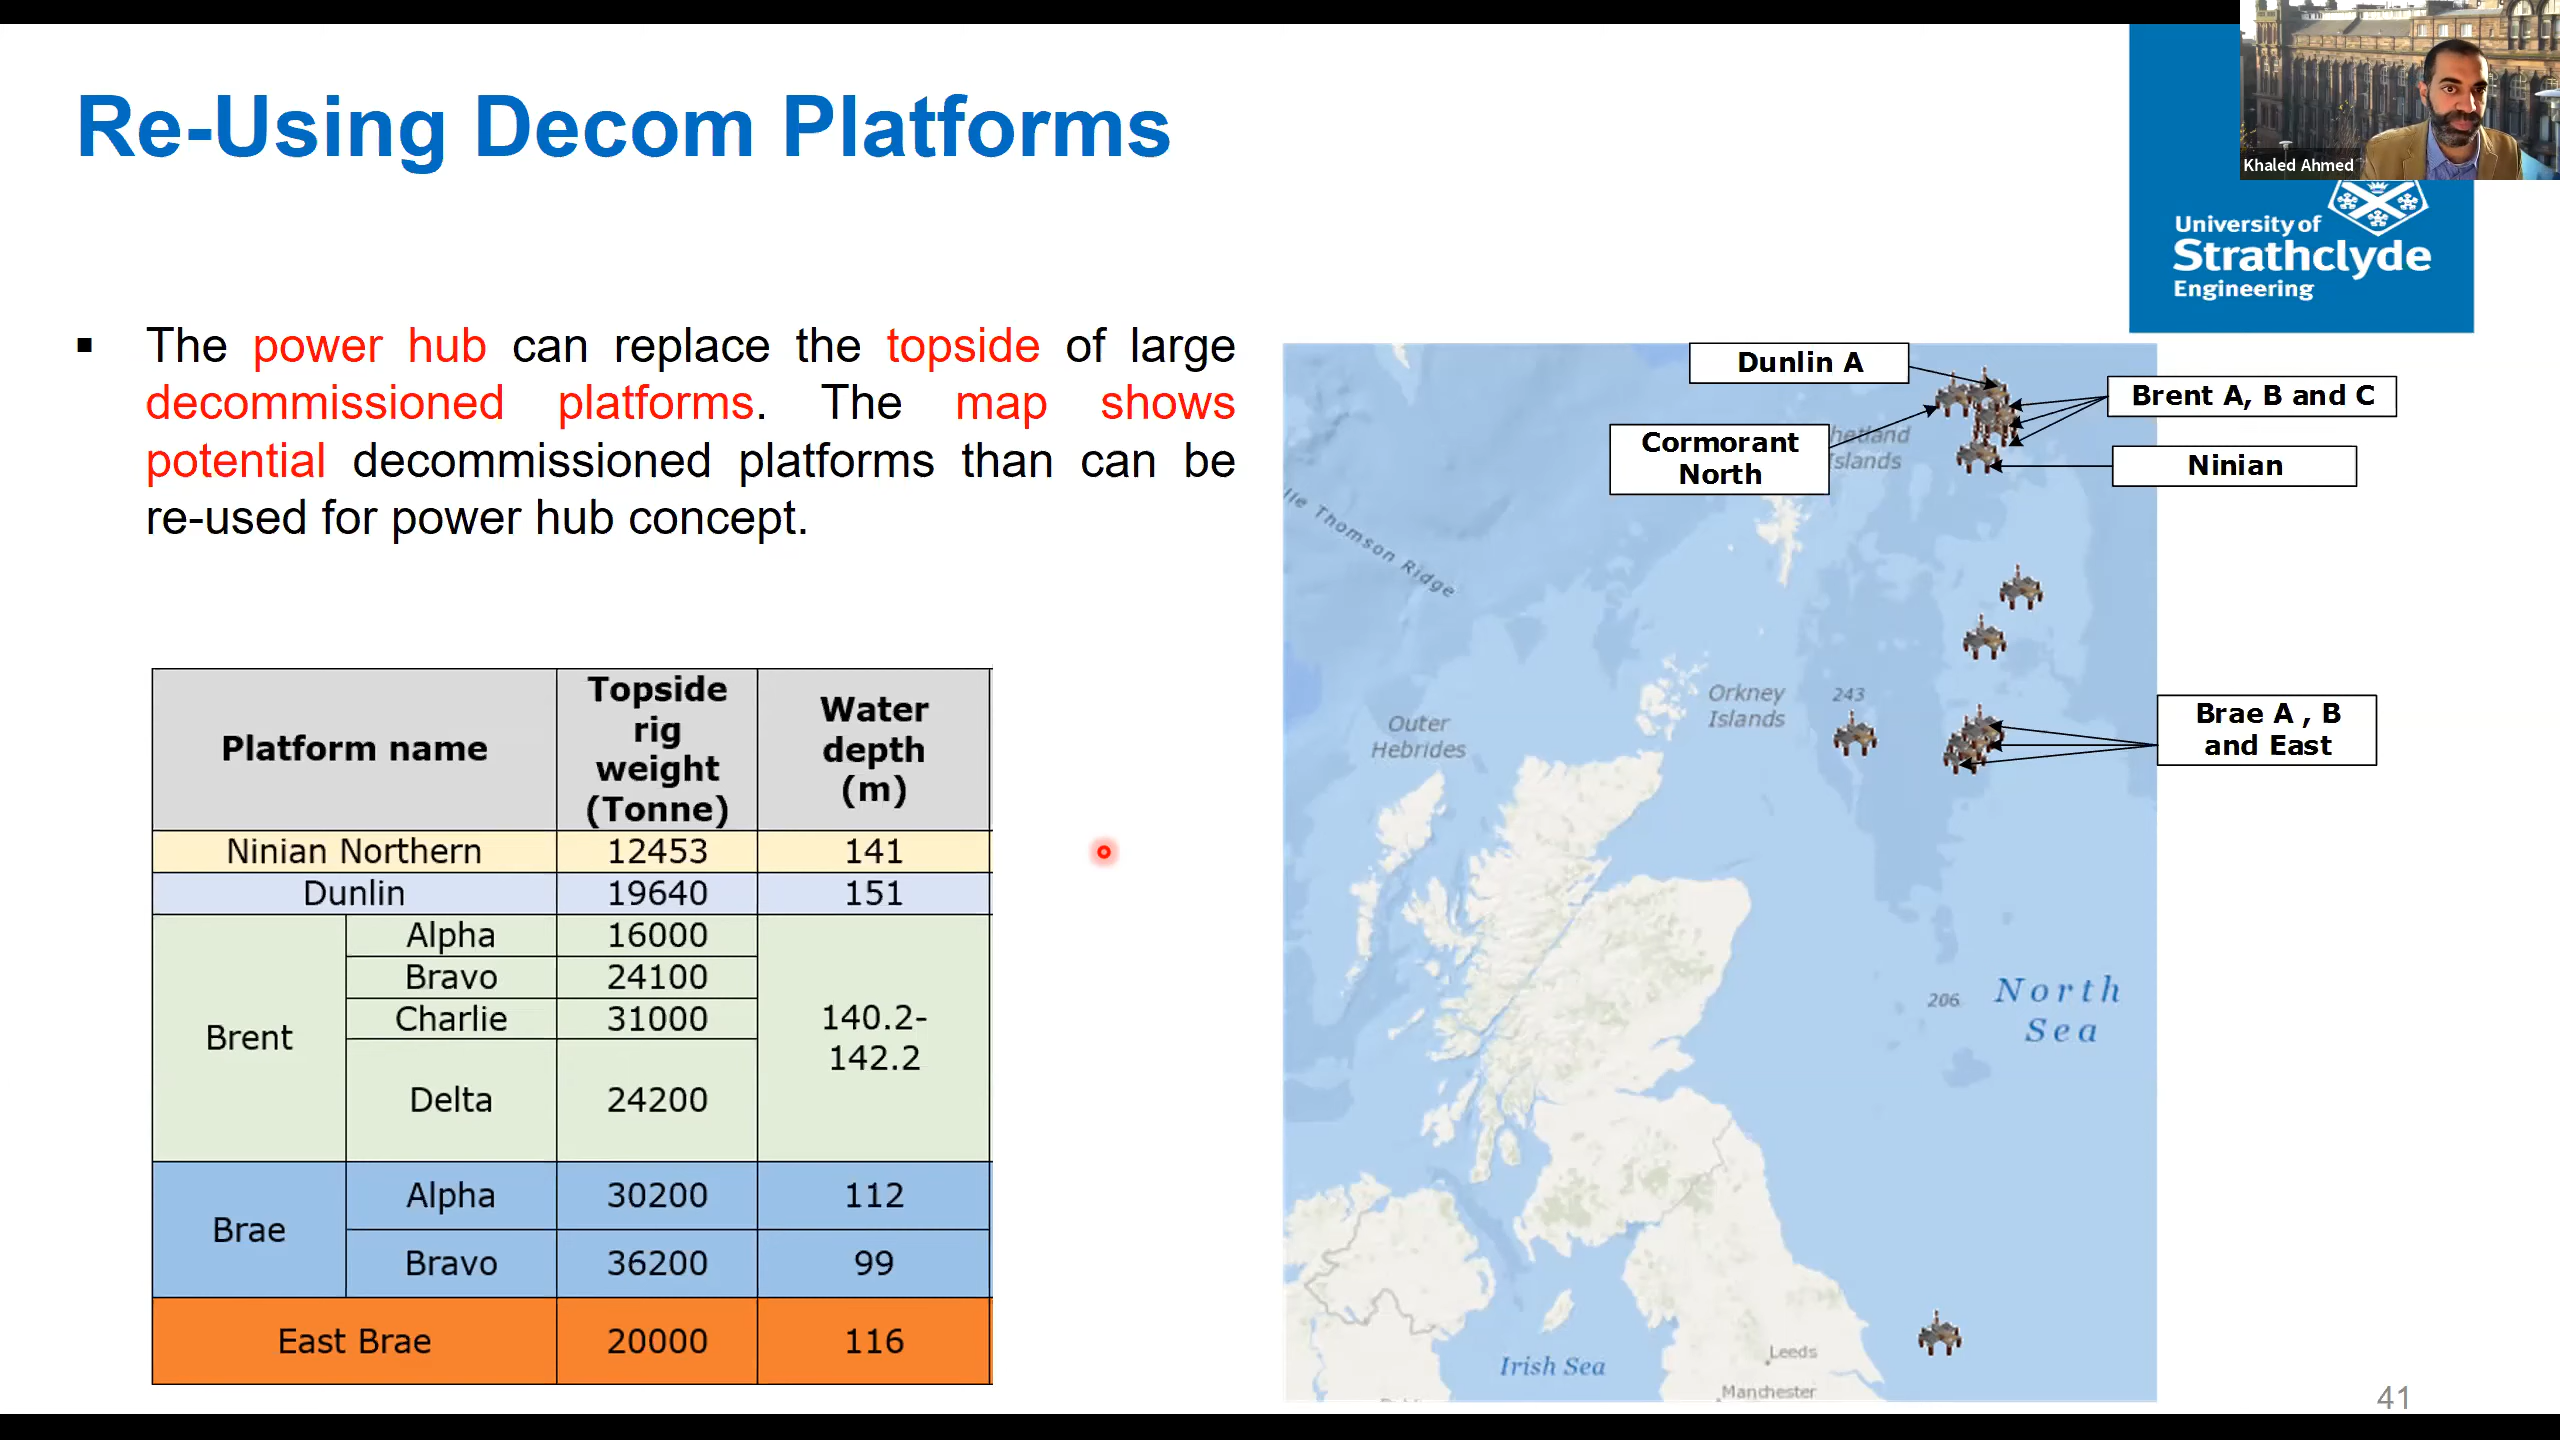 Re-Using Decom Platforms
Khaled Ahmed
University of
Strathclyde
Engineering
▪ The power hub can replace the topside of large
decommissioned platforms. The map shows
potential decommissioned platforms than can be
re-used for power hub concept.
Platform name
Topside
rig
weight
(Tonne)
Water
depth
(m)
Ninian Northern 12453 141
Dunlin 19640 151
Brent
Alpha 16000
Bravo 24100
Charlie 31000
Delta 24200
140.2-
142.2
Brae
Alpha 30200 112
Bravo 36200 99
East Brae 20000 116
Dunlin A
Brent A, B and C
Cormorant
North
hetland
Islands
Ninian
lle Thomson Ridge
Orkney
Islands
243
Outer
Hebrides
Brae A , B
and East
206
North
Sea
Irish Sea
Leeds
Manchester
41